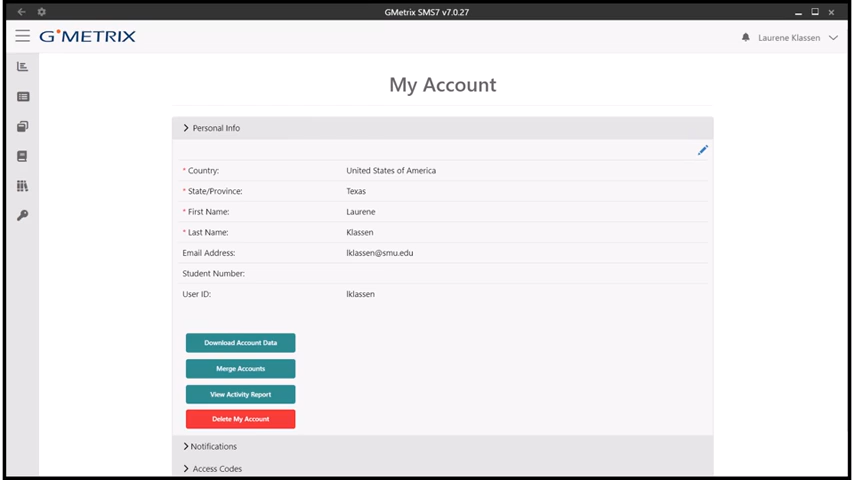 GMetrix SMS7 v7.0.27
G'METRIX
Laurene Klassen
My Account
Personal Info
* Country: United States of America
* State/Province: Texas
* First Name: Laurene
* Last Name: Klassen
Email Address: lklassen@smu.edu
Student Number:
User ID: lklassen
Download Account Data
Merge Accounts
View Activity Report
Delete My Account
Notifications
Access Codes